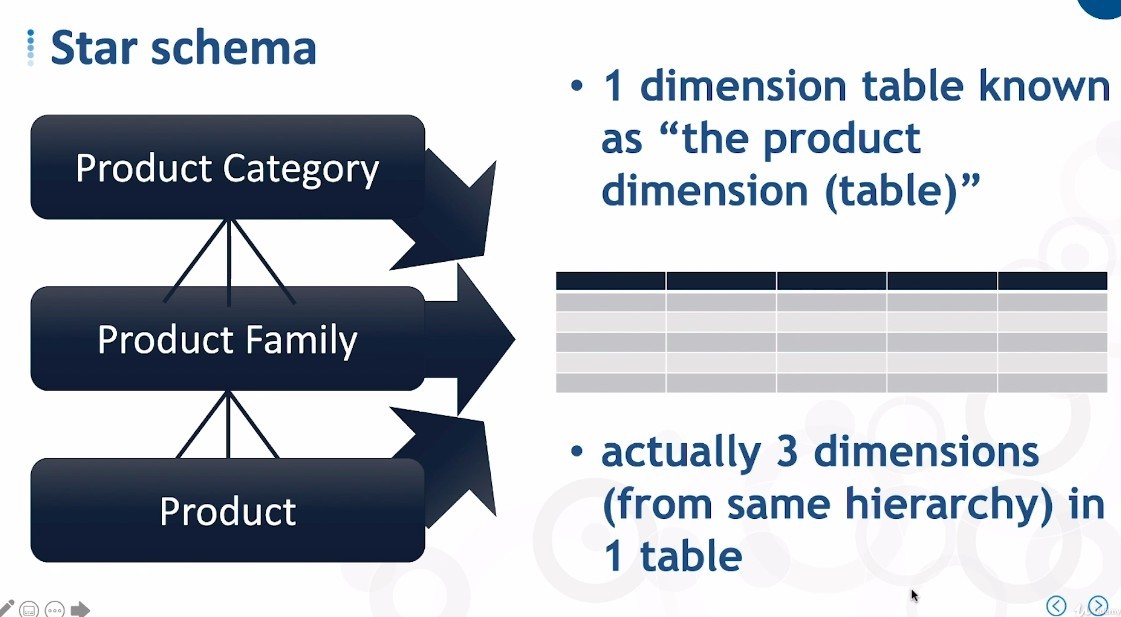 Star schema
Product Category
Product Family
Product
• 1 dimension table known
as “the product
dimension (table)”
• actually 3 dimensions
(from same hierarchy) in
1 table